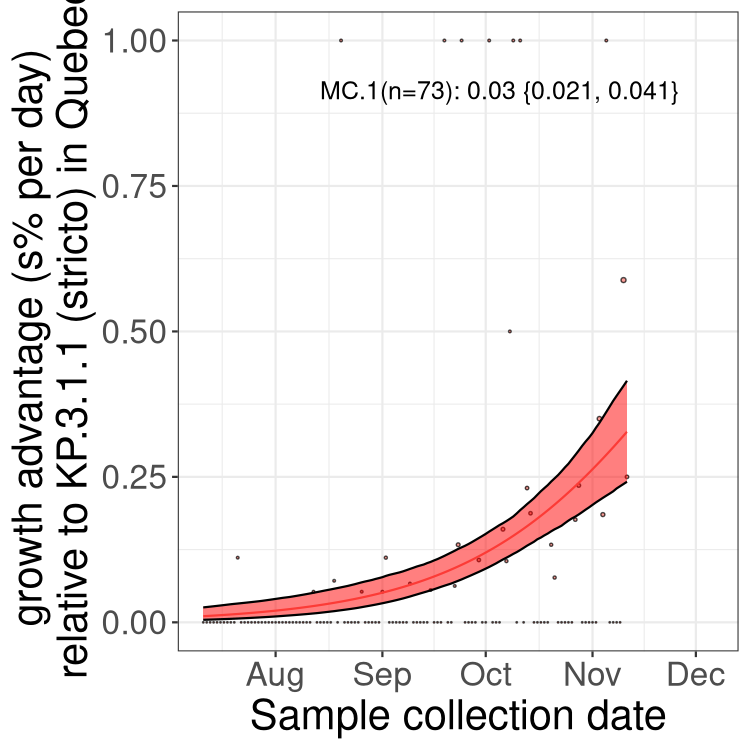 growth advantage (s% per day)
relative to KP.3.1.1 (stricto) in Quebec
1.00
0.75
0.50
0.25
0.00
MC.1(n=73): 0.03 {0.021, 0.041}
Aug Sep Oct Nov Dec
Sample collection date